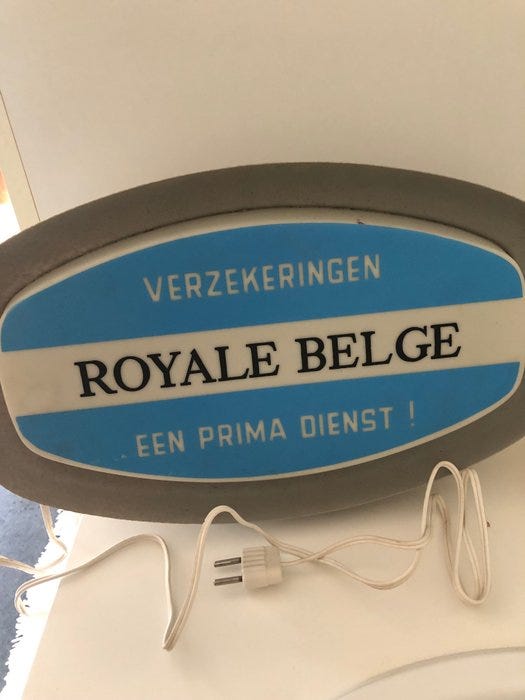 VERZEKERINGEN
ROYALE BELGE
EEN PRIMA DIENST !